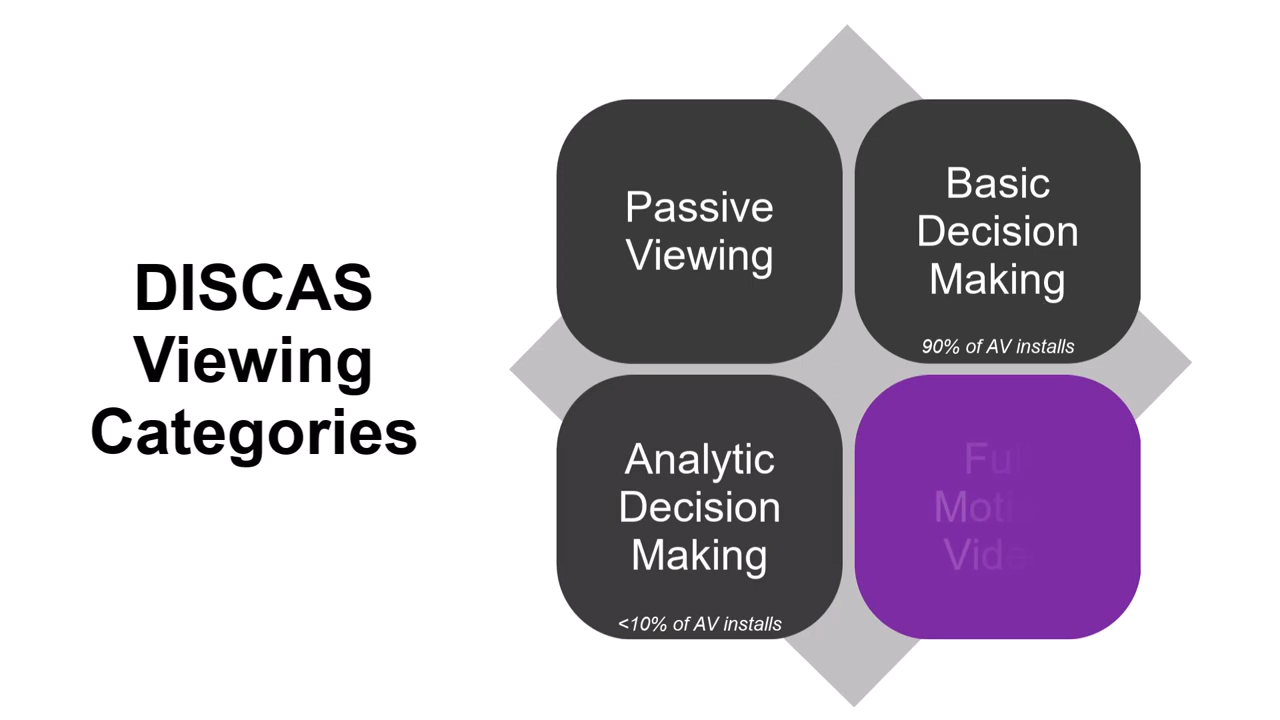 DISCAS
Viewing
Categories
Passive
Viewing
Basic
Decision
Making
90% of AV installs
Analytic
Decision
Making
<10% of AV installs